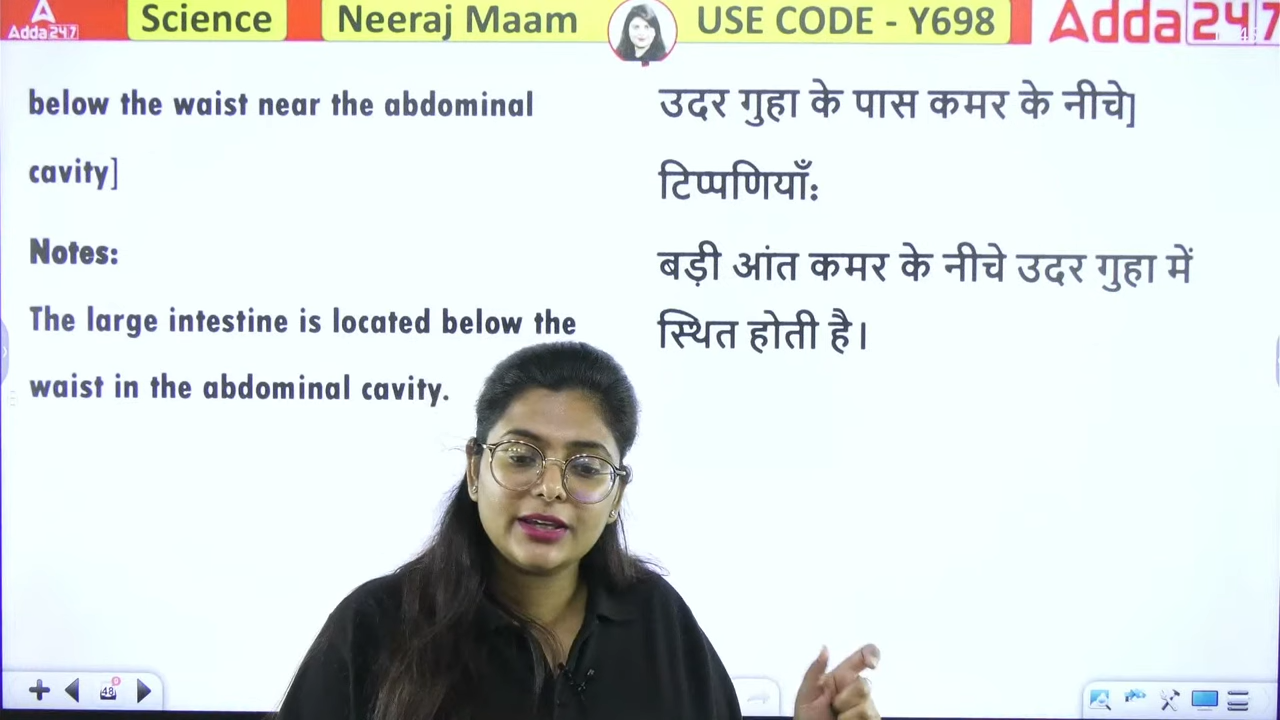 Adda247
Science
Neeraj Maam
USE CODE - Y698
Adda247
below the waist near the abdominal
cavity]
Notes:
The large intestine is located below the
waist in the abdominal cavity.
उदर गुहा के पास कमर के नीचे]
टिप्पणियाँ:
बड़ी आंत कमर के नीचे उदर गुहा में
स्थित होती है।
48